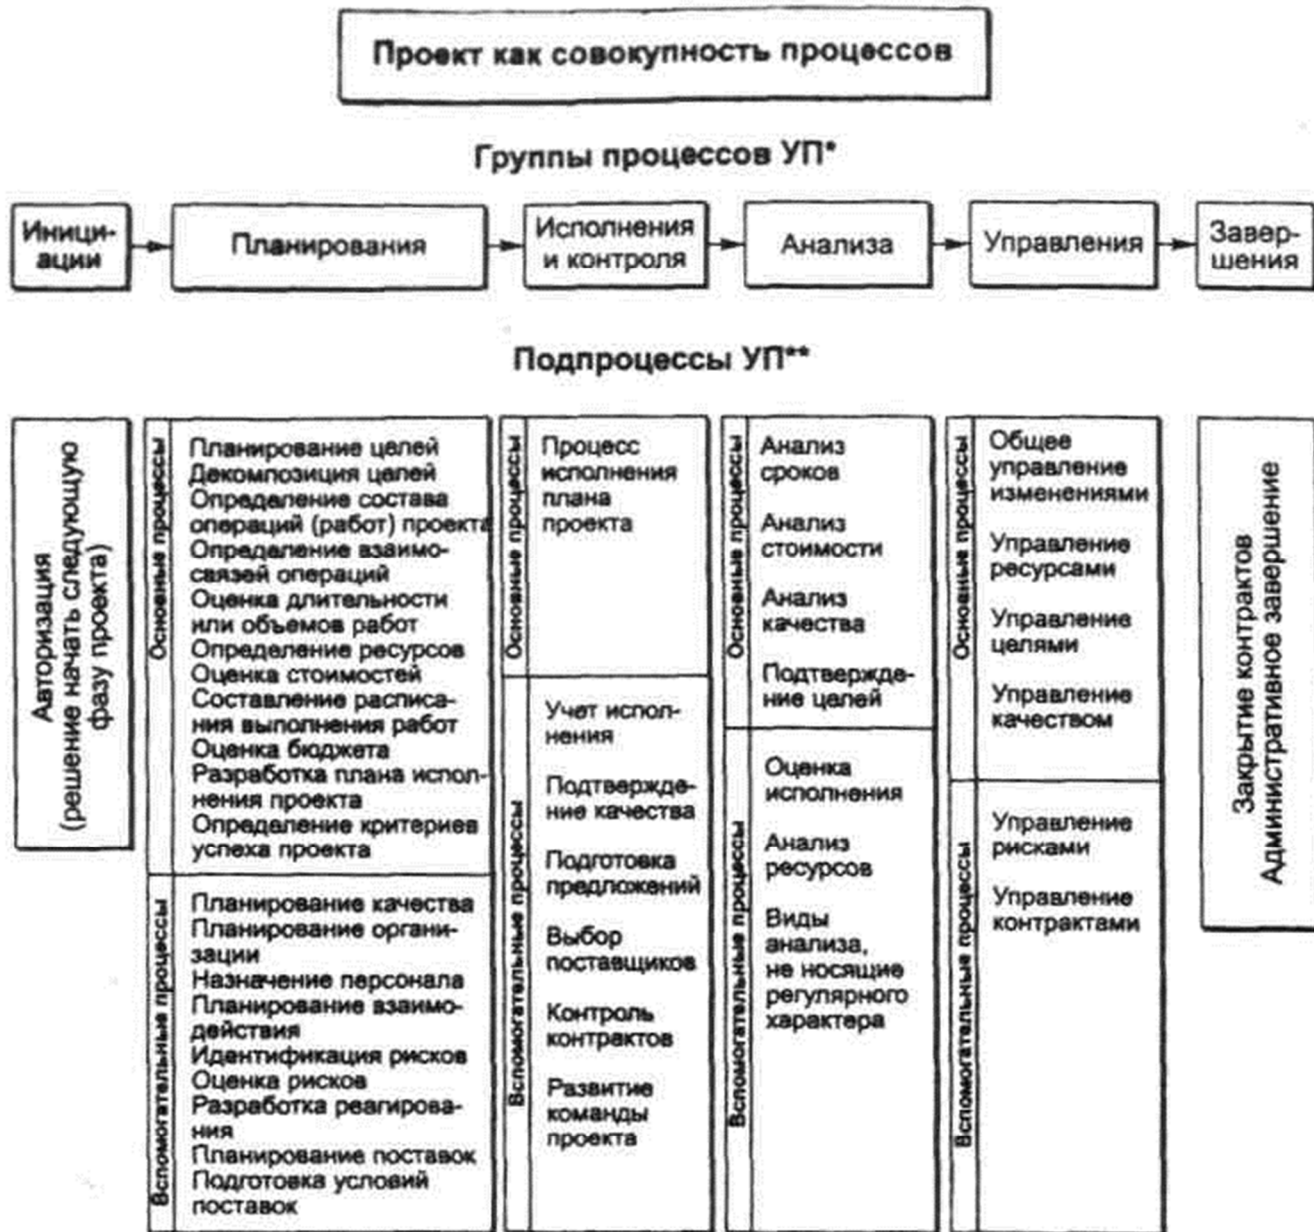 Проект как совокупность процессов
Группы процессов УП*
Иници-
ации
Планирования
Исполнения
и контроля
Анализа
Управления
Завер-
шения
Подпроцессы УП**
Авторизация
(решение начать следующую
фазу проекта)
Основные процессы
Планирование целей
Декомпозиция целей
Определение состава
операций (работ) проекта
Определение взаимо-
связей операций
Оценка длительности
или объемов работ
Определение ресурсов
Оценка стоимостей
Составление расписа-
ния выполнения работ
Оценка бюджета
Разработка плана испол-
нения проекта
Определение критериев
успеха проекта
Вспомогательные процессы
Планирование качества
Планирование органи-
зации
Назначение персонала
Планирование взаимо-
действия
Идентификация рисков
Оценка рисков
Разработка реагирова-
ния
Планирование поставок
Подготовка условий
поставок
Основные процессы
Процесс
исполнения
плана
проекта
Вспомогательные процессы
Учет испол-
нения
Подтвержде-
ние качества
Подготовка
предложений
Выбор
поставщиков
Контроль
контрактов
Развитие
команды
проекта
Основные процессы
Анализ
сроков
Анализ
стоимости
Анализ
качества
Подтвержде-
ние целей
Вспомогательные процессы
Оценка
исполнения
Анализ
ресурсов
Виды
анализа,
не носящие
регулярного
характера
Основные процессы
Общее
управление
изменениями
Управление
ресурсами
Управление
целями
Управление
качеством
Вспомогательные процессы
Управление
рисками
Управление
контрактами
Закрытие контрактов
Административное завершение